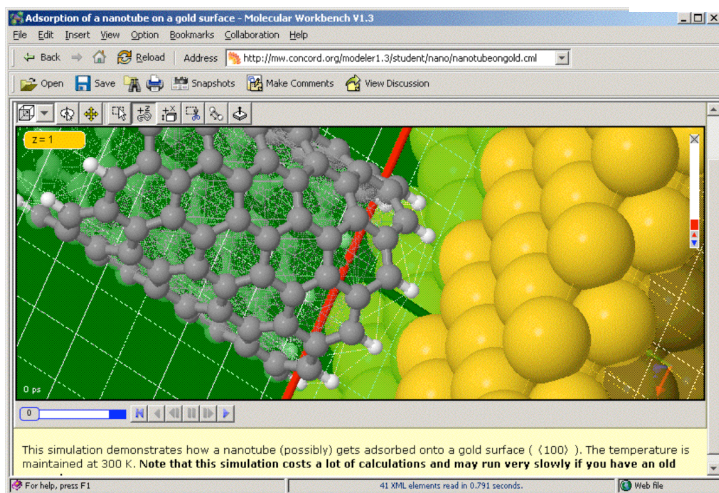 Adsorption of a nanotube on a gold surface - Molecular Workbench V1.3
File Edit Insert View Option Bookmarks Collaboration Help
Back Reload Address http://mw.concord.org/modeler1.3/student/nano/nanotubeongold.cml
Open Save Snapshots Make Comments View Discussion
z = 1
0 ps
0
This simulation demonstrates how a nanotube (possibly) gets adsorbed onto a gold surface ( ⟨100⟩ ). The temperature is
maintained at 300 K. Note that this simulation costs a lot of calculations and may run very slowly if you have an old
For help, press F1 41 XML elements read in 0.791 seconds. Web file